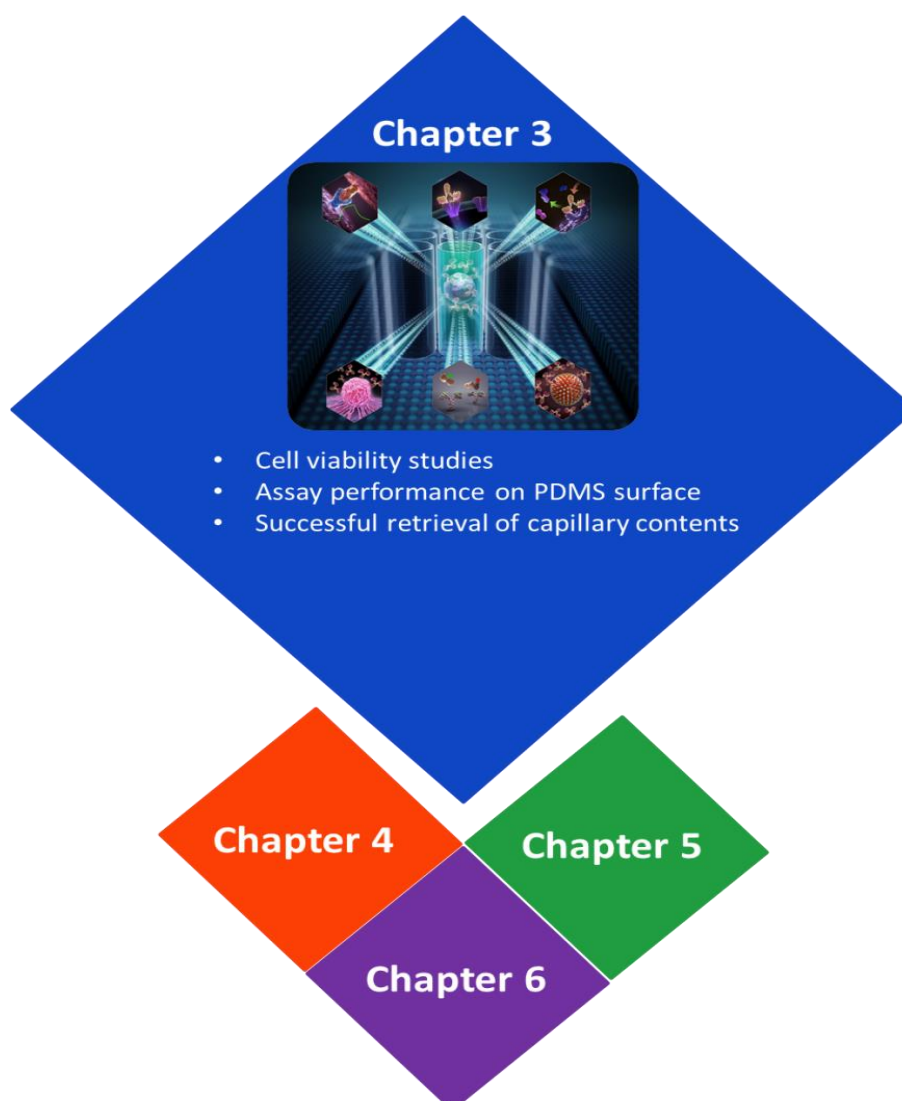 Chapter 3
• Cell viability studies
• Assay performance on PDMS surface
• Successful retrieval of capillary contents
Chapter 4
Chapter 5
Chapter 6